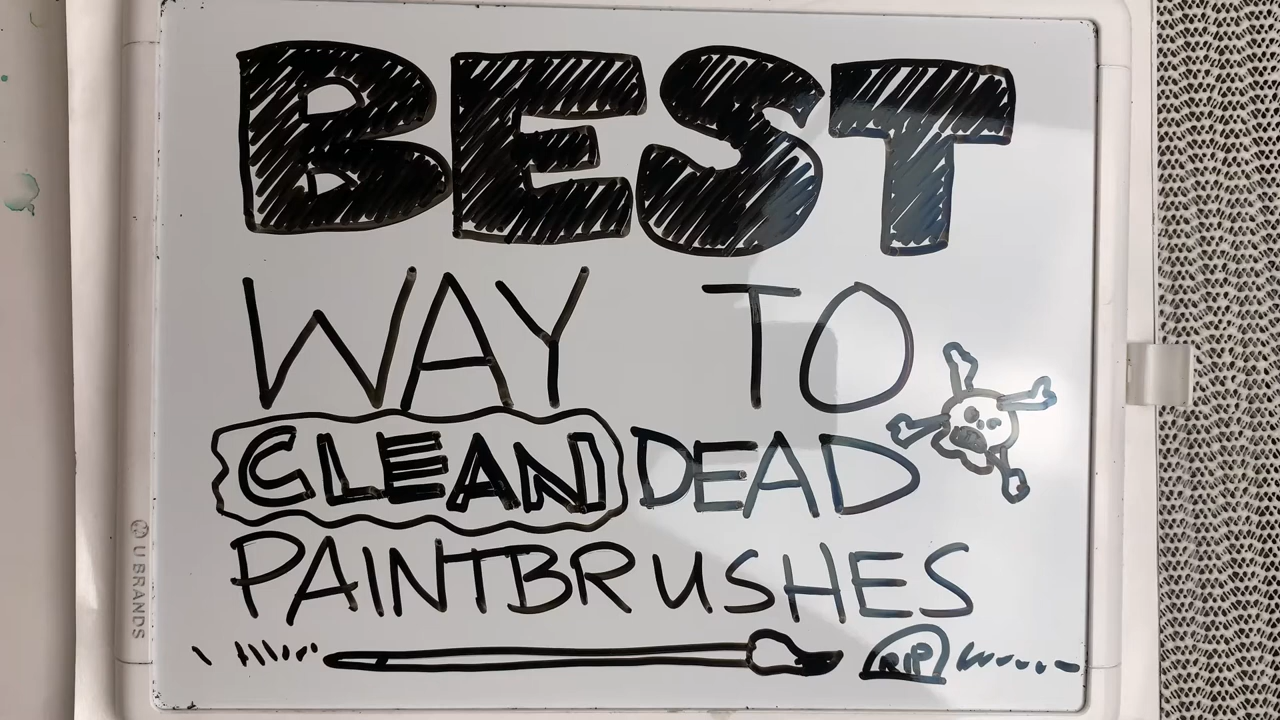 BEST
WAY TO
CLEAN DEAD
PAINTBRUSHES
RIP
U BRANDS